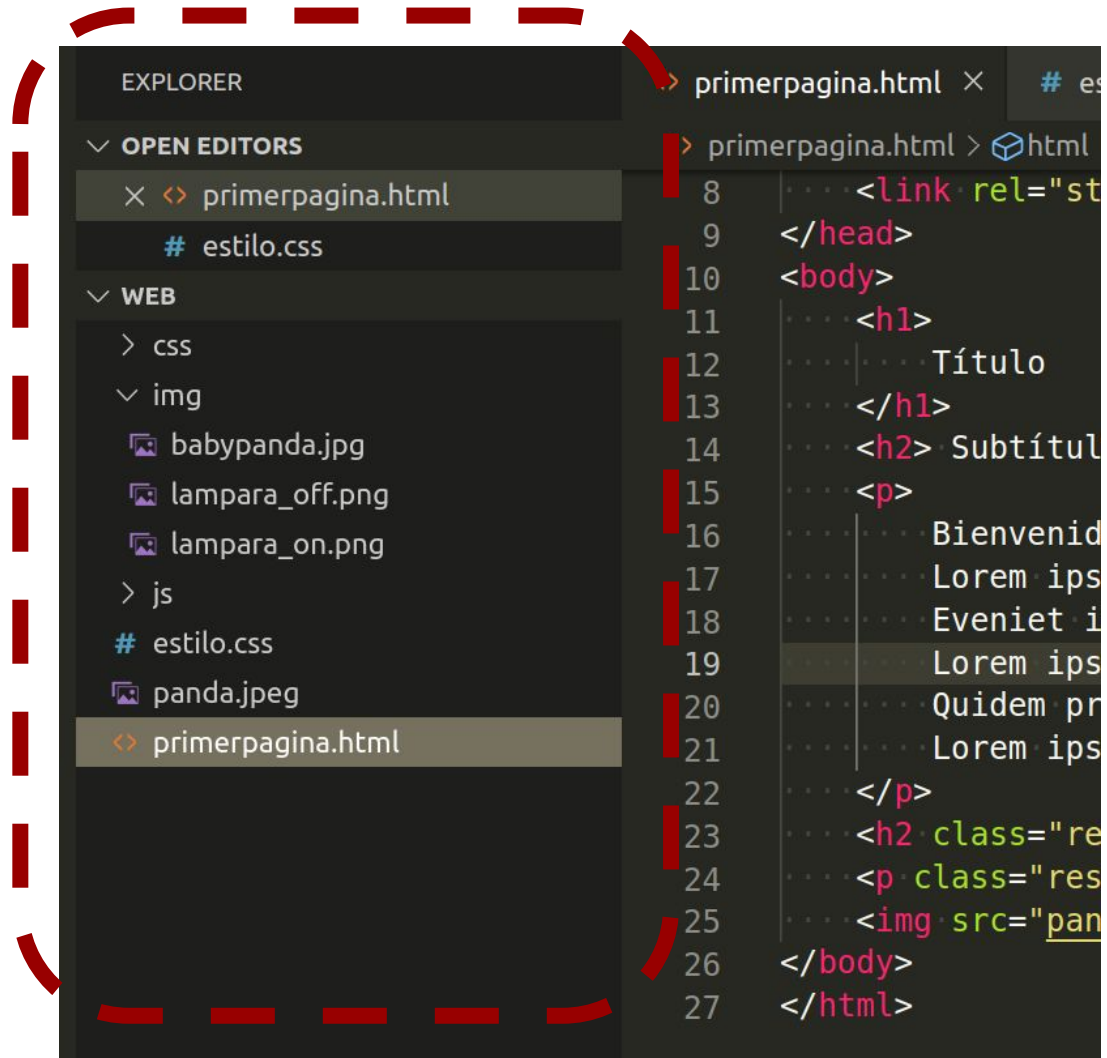 EXPLORER
OPEN EDITORS
primerpagina.html
# estilo.css
WEB
css
img
babypanda.jpg
lampara_off.png
lampara_on.png
js
# estilo.css
panda.jpeg
<> primerpagina.html
primerpagina.html × # es
primerpagina.html > html
8 <link rel="st
9 </head>
10 <body>
11 <h1>
12 Título
13 </h1>
14 <h2> Subtítul
15 <p>
16 Bienvenid
17 Lorem ips
18 Eveniet i
19 Lorem ips
20 Quidem pr
21 Lorem ips
22 </p>
23 <h2 class="re
24 <p class="res
25 <img src="pan
26 </body>
27 </html>